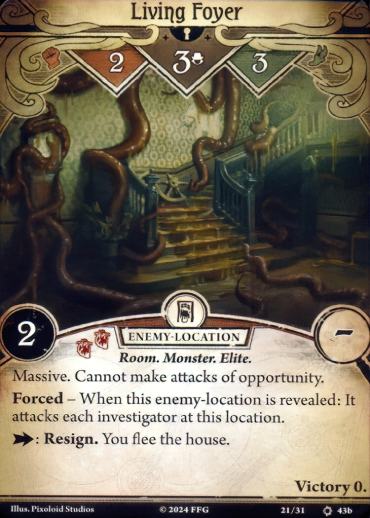 Living Foyer
2 3 3
2 ENEMY-LOCATION -
Room. Monster. Elite.
Massive. Cannot make attacks of opportunity.
Forced – When this enemy-location is revealed: It
attacks each investigator at this location.
: Resign. You flee the house.
Victory 0.
Illus. Pixoloid Studios © 2024 FFG 21/31 43b